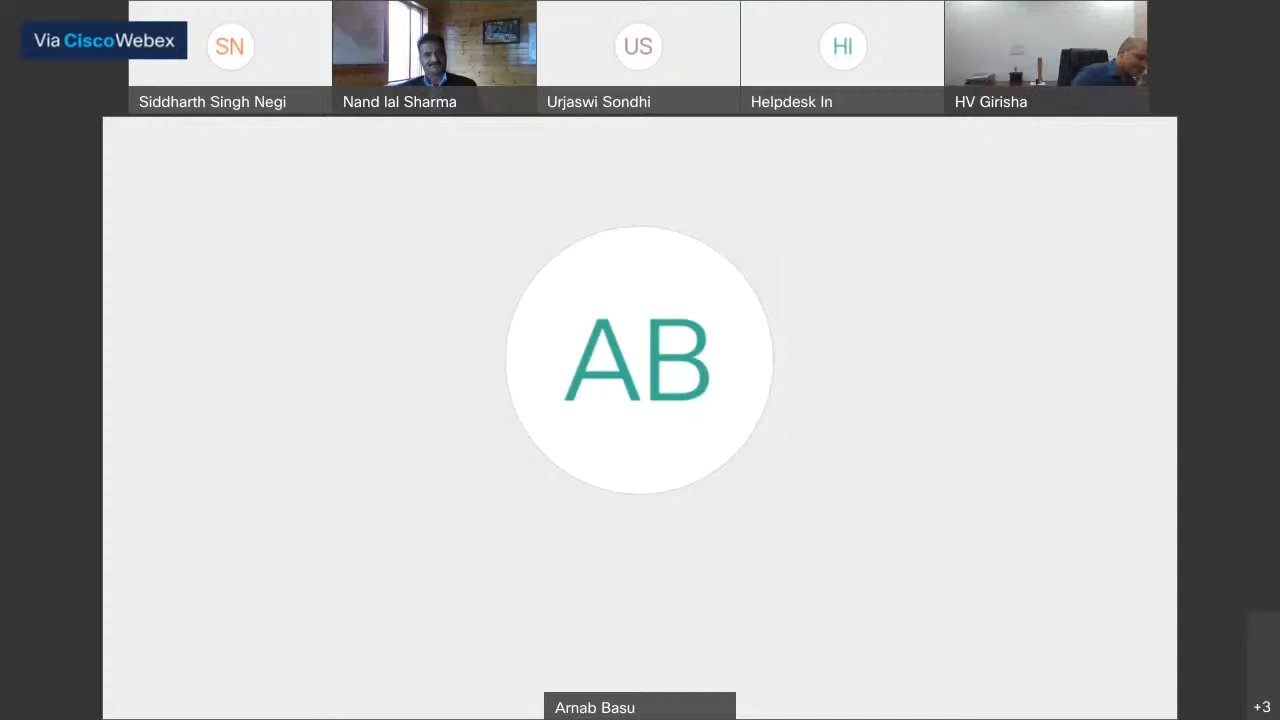 Via CiscoWebex
SN
US
HI
Siddharth Singh Negi
Nand lal Sharma
Urjaswi Sondhi
Helpdesk In
HV Girisha
AB
Arnab Basu
+3